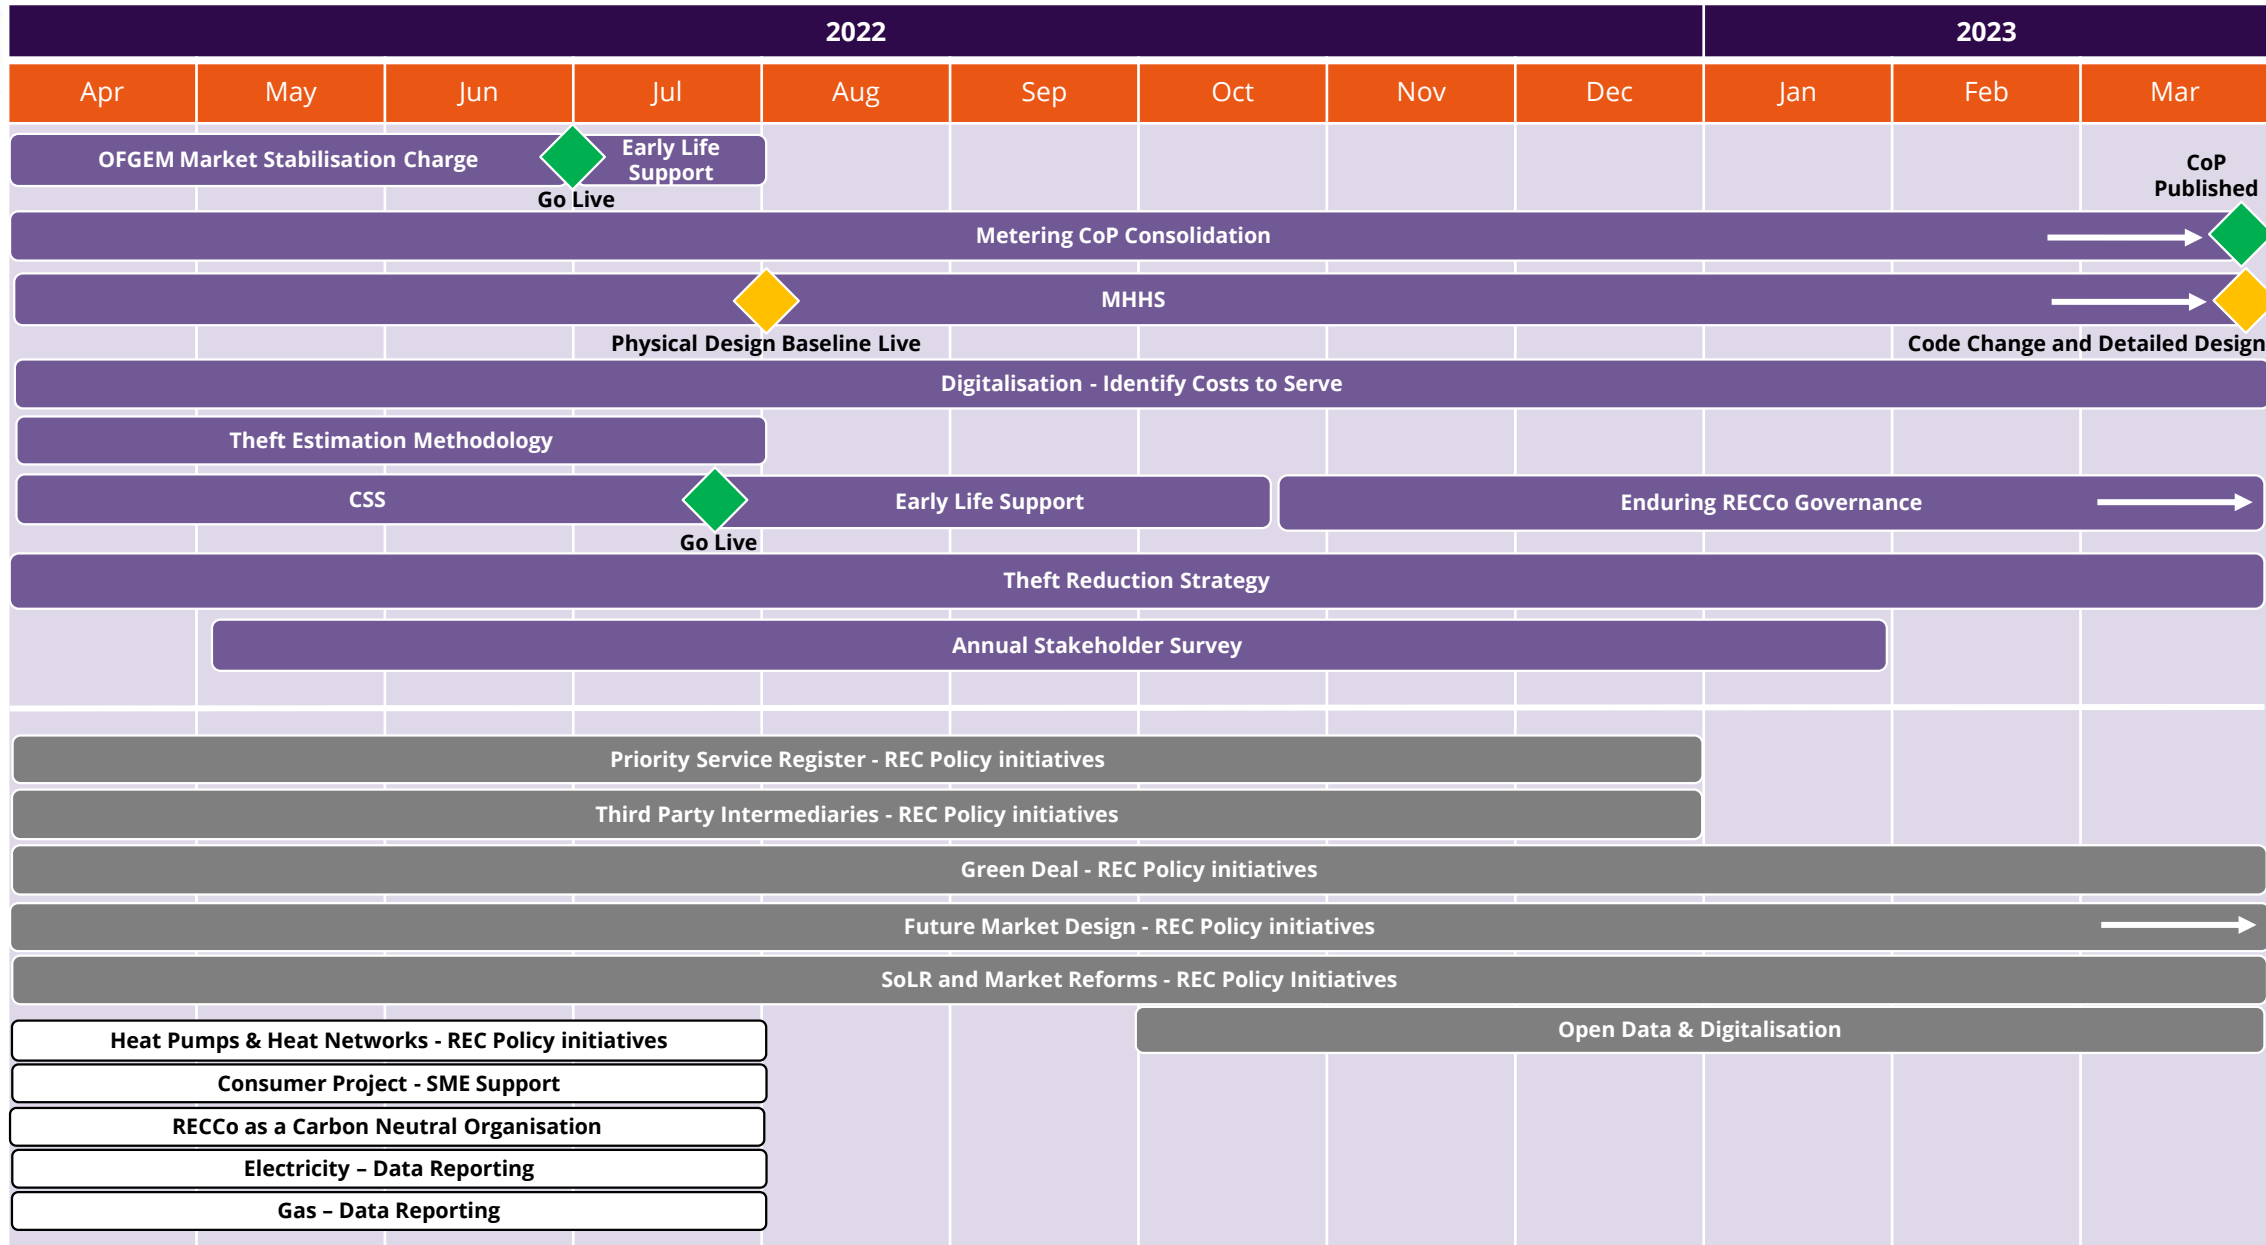 2022
2023
Apr
May
Jun
Jul
Aug
Sep
Oct
Nov
Dec
Jan
Feb
Mar
OFGEM Market Stabilisation Charge
Early Life
Support
Go Live
CoP
Published
Metering CoP Consolidation
MHHS
Physical Design Baseline Live
Code Change and Detailed Design
Digitalisation - Identify Costs to Serve
Theft Estimation Methodology
CSS
Early Life Support
Enduring RECCo Governance
Go Live
Theft Reduction Strategy
Annual Stakeholder Survey
Priority Service Register - REC Policy initiatives
Third Party Intermediaries - REC Policy initiatives
Green Deal - REC Policy initiatives
Future Market Design - REC Policy initiatives
SoLR and Market Reforms - REC Policy Initiatives
Open Data & Digitalisation
Heat Pumps & Heat Networks - REC Policy initiatives
Consumer Project - SME Support
RECCo as a Carbon Neutral Organisation
Electricity – Data Reporting
Gas – Data Reporting